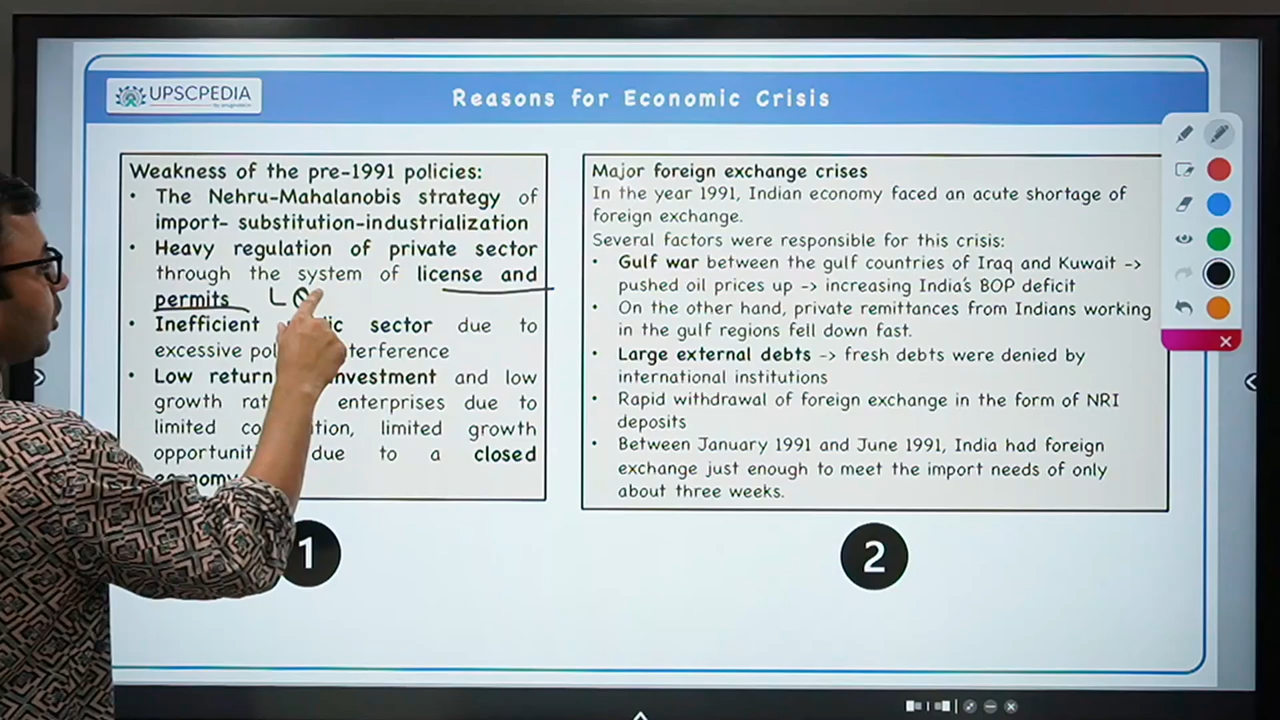 UPSCPEDIA
Reasons for Economic Crisis
Weakness of the pre-1991 policies:
• The Nehru-Mahalanobis strategy of
import- substitution-industrialization
• Heavy regulation of private sector
through the system of license and
permits L Q
• Inefficient sector due to
excessive
• Low return investment and low
growth enterprises due to
limited limited growth
due to a closed
Major foreign exchange crises
In the year 1991, Indian economy faced an acute shortage of
foreign exchange.
Several factors were responsible for this crisis:
• Gulf war between the gulf countries of Iraq and Kuwait ->
pushed oil prices up -> increasing India's BOP deficit
• On the other hand, private remittances from Indians working
in the gulf regions fell down fast.
• Large external debts -> fresh debts were denied by
international institutions
• Rapid withdrawal of foreign exchange in the form of NRI
deposits
• Between January 1991 and June 1991, India had foreign
exchange just enough to meet the import needs of only
about three weeks.
1
2